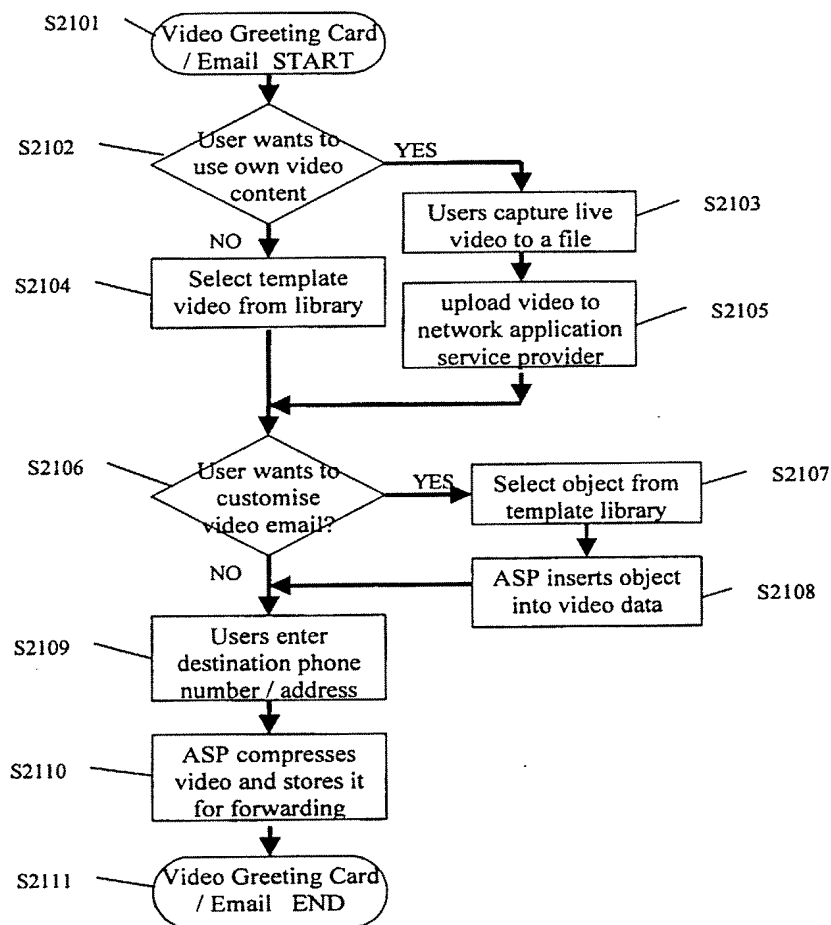 S2101
Video Greeting Card
/ Email START
S2102
User wants to
use own video
content
YES
NO
Users capture live
video to a file
S2103
S2104
Select template
video from library
upload video to
network application
service provider
S2105
S2106
User wants to
customise
video email?
YES
NO
Select object from
template library
S2107
ASP inserts object
into video data
S2108
S2109
Users enter
destination phone
number / address
S2110
ASP compresses
video and stores it
for forwarding
S2111
Video Greeting Card
/ Email END